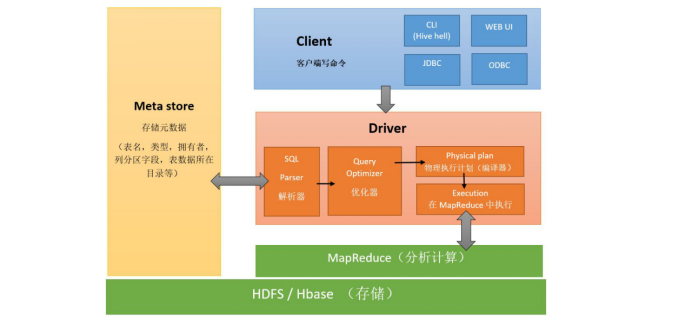 Client
客户端写命令
CLI
(Hive hell)
WEB UI
JDBC
ODBC
Meta store
存储元数据
（表名，类型，拥有者，
列分区字段，表数据所在
目录等）
Driver
SQL
Parser
解析器
Query
Optimizer
优化器
Physical plan
物理执行计划（编译器）
Execution
在 MapReduce 中执行
MapReduce（分析计算）
HDFS / Hbase （存储）